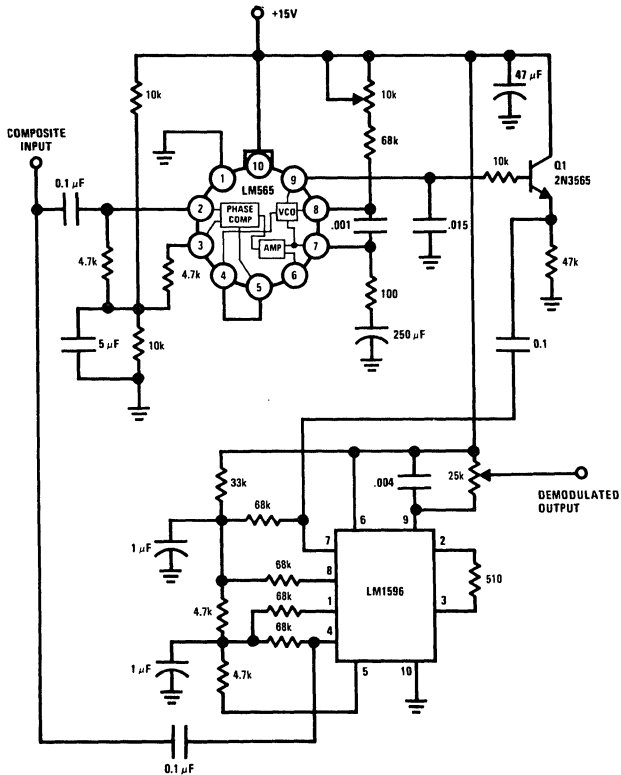 +15V
47 µF
10k
10k
68k
COMPOSITE
INPUT
0.1 µF
1
10
LM565
9
10k
Q1
2N3565
2
PHASE
COMP
VCO
8
.001
.015
3
AMP
7
4.7k
4.7k
4
5
6
100
47k
5 µF
10k
250 µF
0.1
33k
.004
25k
DEMODULATED
OUTPUT
68k
6
9
1 µF
7
2
68k
8
LM1596
510
68k
1
4.7k
68k
4
3
1 µF
4.7k
5
10
0.1 µF